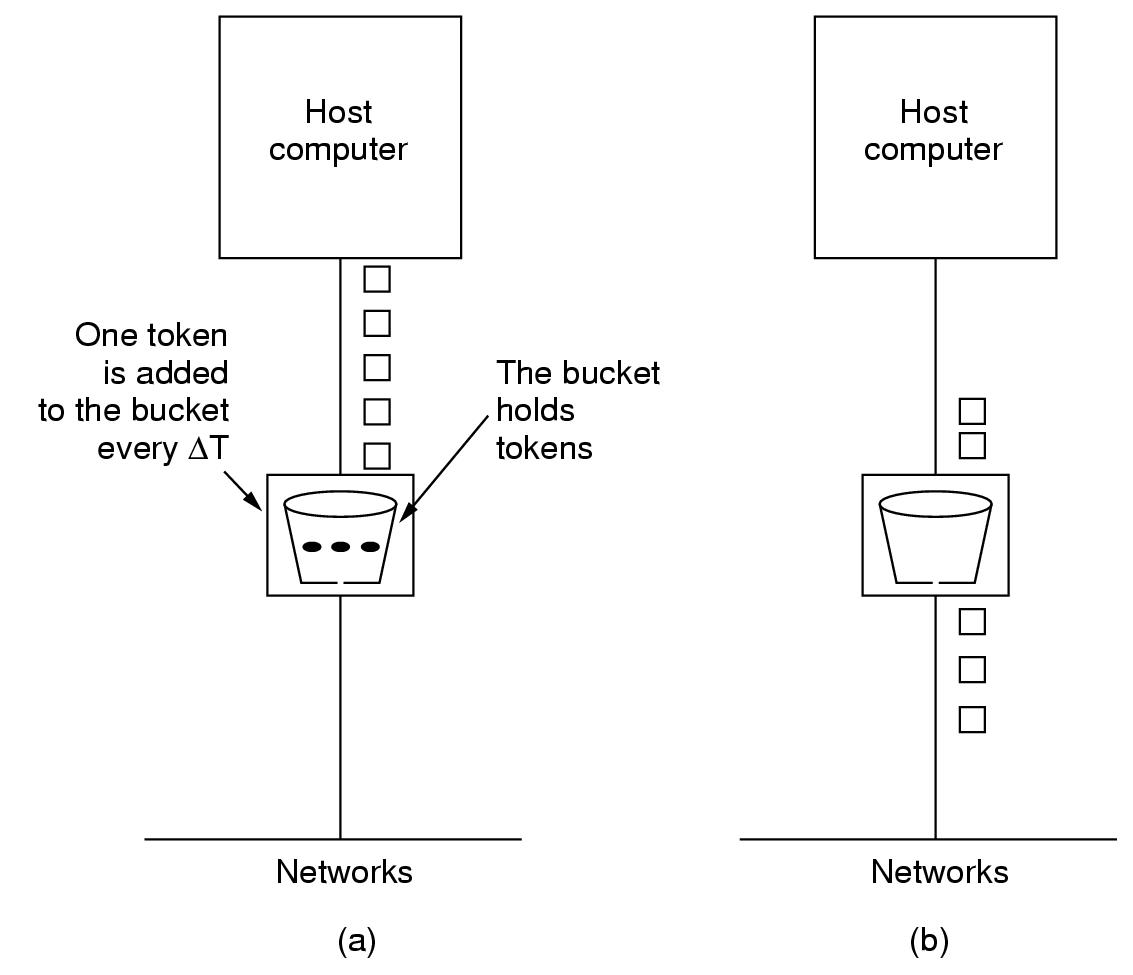 Host
computer
One token
is added
to the bucket
every ΔT
The bucket
holds
tokens
Networks
(a)
Host
computer
Networks
(b)